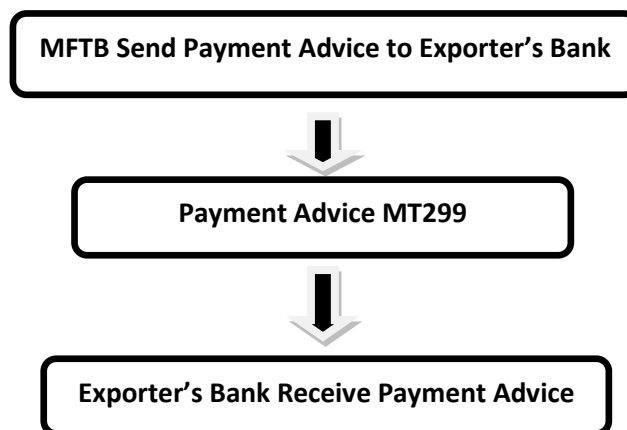 MFTB Send Payment Advice to Exporter’s Bank
Payment Advice MT299
Exporter’s Bank Receive Payment Advice